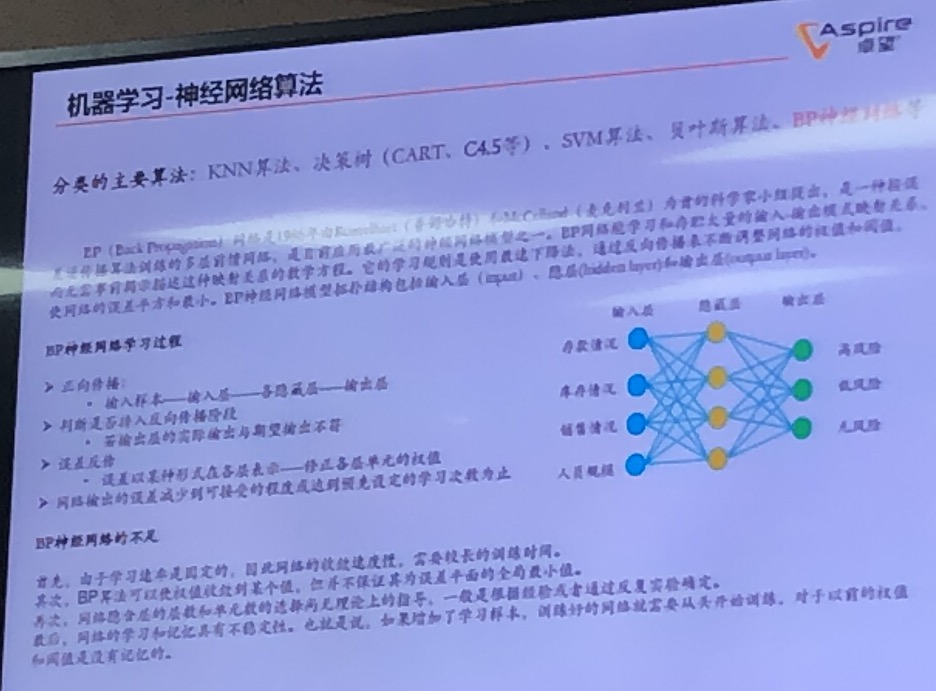 Aspire
卓望
机器学习-神经网络算法
分类的主要算法：KNN算法、决策树（CART、C4.5等）、SVM算法、贝叶斯算法、BP神经网络等
BP（Back Propagation）网络是1986年由Rumelhart（ ）和McCelland（麦克利兰）为首的科学家小组提出，是一种按误
差逆传播算法训练的多层前馈网络，是目前应用最广泛的神经网络模型之一。BP网络能学习和存贮大量的输入-输出模式映射关系，
而无需事前揭示描述这种映射关系的数学方程。它的学习规则是使用最速下降法，通过反向传播来不断调整网络的权值和阈值，
使网络的误差平方和最小。BP神经网络模型拓扑结构包括输入层（input）、隐层(hidden layer)和输出层(output layer)。
BP神经网络学习过程
➢ 正向传播：
• 输入样本——输入层——各隐藏层——输出层
➢ 判断是否转入反向传播阶段
• 若输出层的实际输出与期望输出不符
➢ 误差反传
• 误差以某种形式在各层表示——修正各层单元的权值
➢ 网络输出的误差减少到可接受的程度或达到预先设定的学习次数为止
输入层 隐藏层 输出层
存款情况
库存情况
销售情况
人员规模
高风险
低风险
无风险
BP神经网络的不足
首先，由于学习速率是固定的，因此网络的收敛速度慢，需要较长的训练时间。
其次，BP算法可以使权值收敛到某个值，但并不保证其为误差平面的全局最小值。
再次，网络隐含层的层数和单元数的选择尚无理论上的指导，一般是根据经验或者通过反复实验确定。
最后，网络的学习和记忆具有不稳定性。也就是说，如果增加了学习样本，训练好的网络就需要从头开始训练，对于以前的权值
和阈值是没有记忆的。